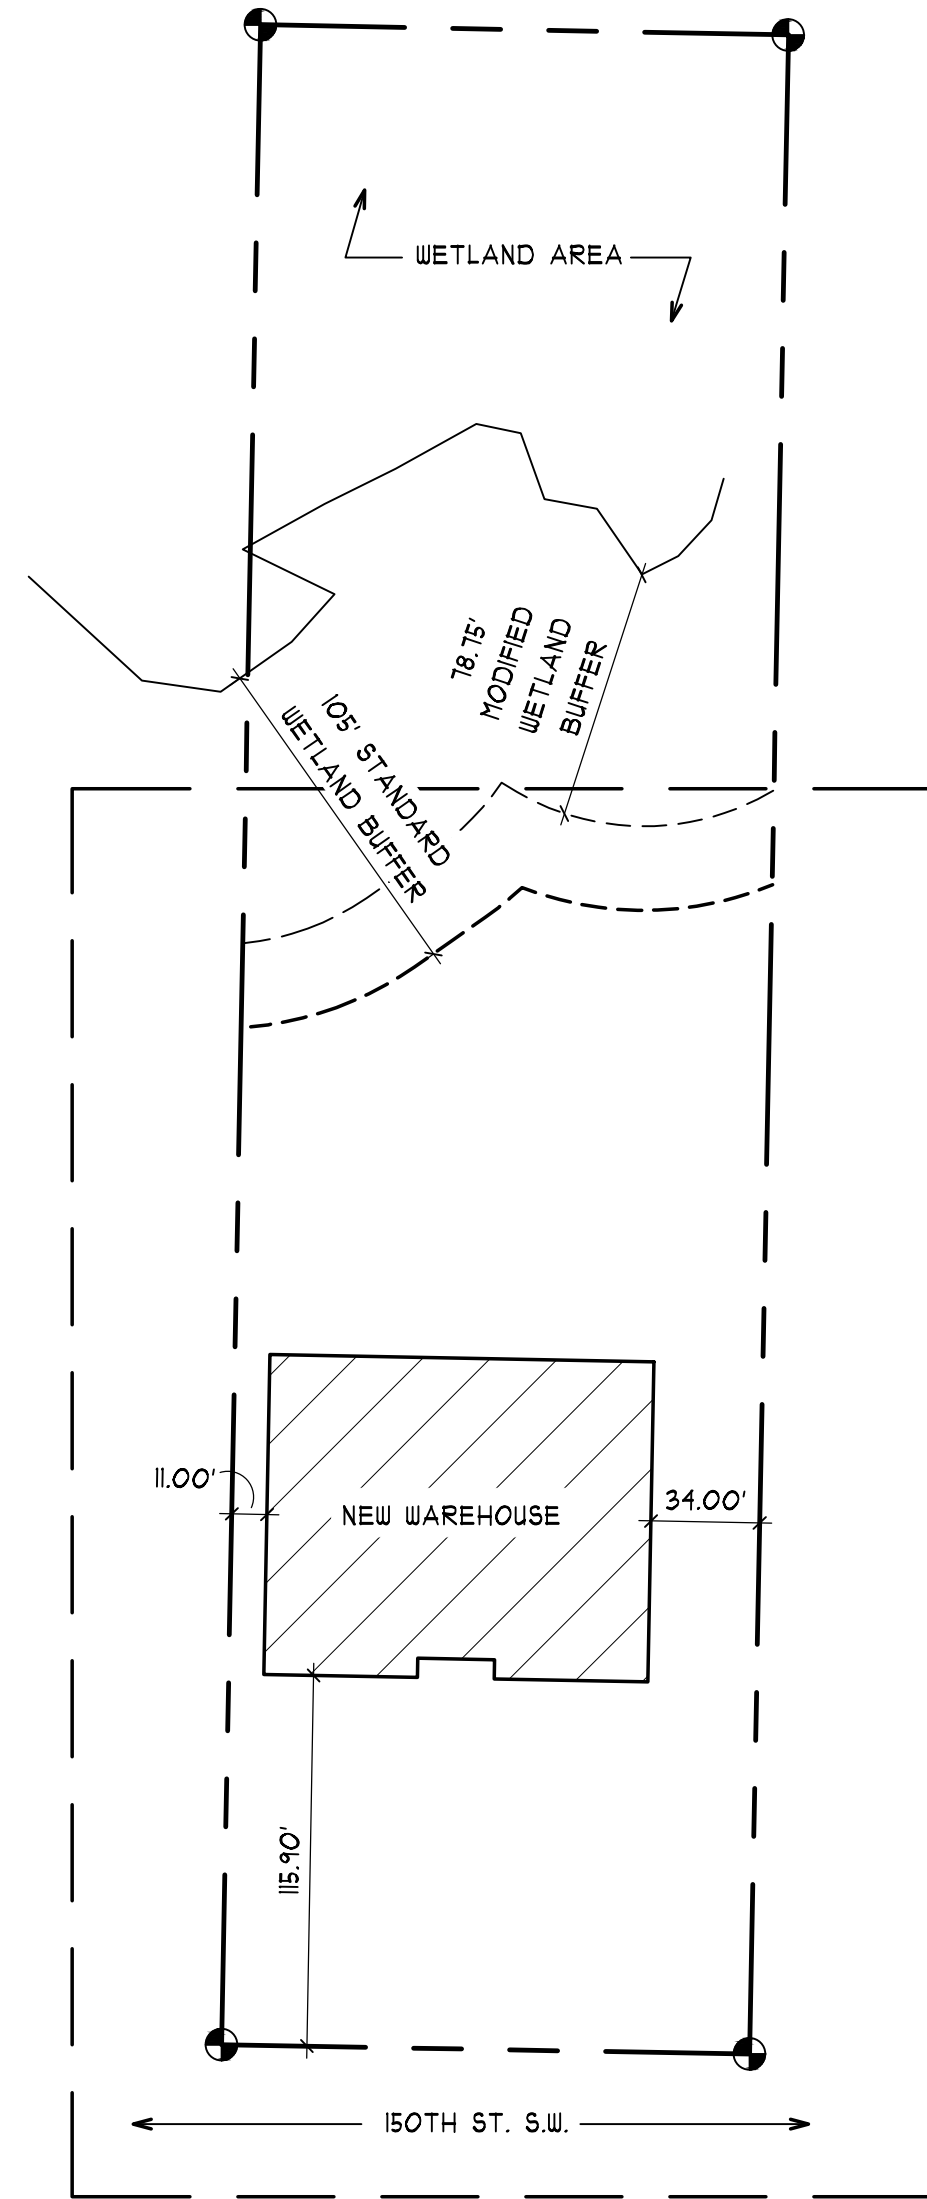 WETLAND AREA
78.75'
MODIFIED
WETLAND
BUFFER
105' STANDARD
WETLAND BUFFER
11.00'
NEW WAREHOUSE
34.00'
115.90'
150TH ST. S.W.